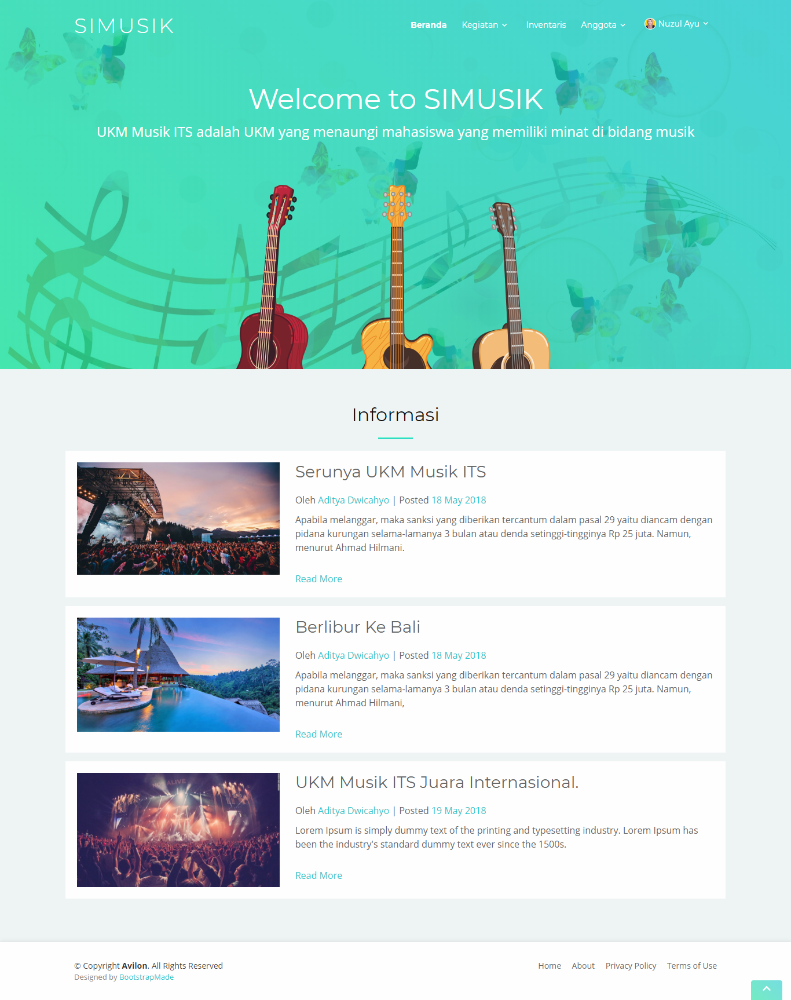 SIMUSIK
Beranda Kegiatan Inventaris Anggota Nuzul Ayu
Welcome to SIMUSIK
UKM Musik ITS adalah UKM yang menaungi mahasiswa yang memiliki minat di bidang musik
Informasi
Serunya UKM Musik ITS
Oleh Aditya Dwicahyo | Posted 18 May 2018
Apabila melanggar, maka sanksi yang diberikan tercantum dalam pasal 29 yaitu diancam dengan
pidana kurungan selama-lamanya 3 bulan atau denda setinggi-tingginya Rp 25 juta. Namun,
menurut Ahmad Hilmani.
Read More
Berlibur Ke Bali
Oleh Aditya Dwicahyo | Posted 18 May 2018
Apabila melanggar, maka sanksi yang diberikan tercantum dalam pasal 29 yaitu diancam dengan
pidana kurungan selama-lamanya 3 bulan atau denda setinggi-tingginya Rp 25 juta. Namun,
menurut Ahmad Hilmani,
Read More
ALIVE
UKM Musik ITS Juara Internasional.
Oleh Aditya Dwicahyo | Posted 19 May 2018
Lorem Ipsum is simply dummy text of the printing and typesetting industry. Lorem Ipsum has
been the industry's standard dummy text ever since the 1500s.
Read More
© Copyright Avilon. All Rights Reserved
Designed by BootstrapMade
Home About Privacy Policy Terms of Use